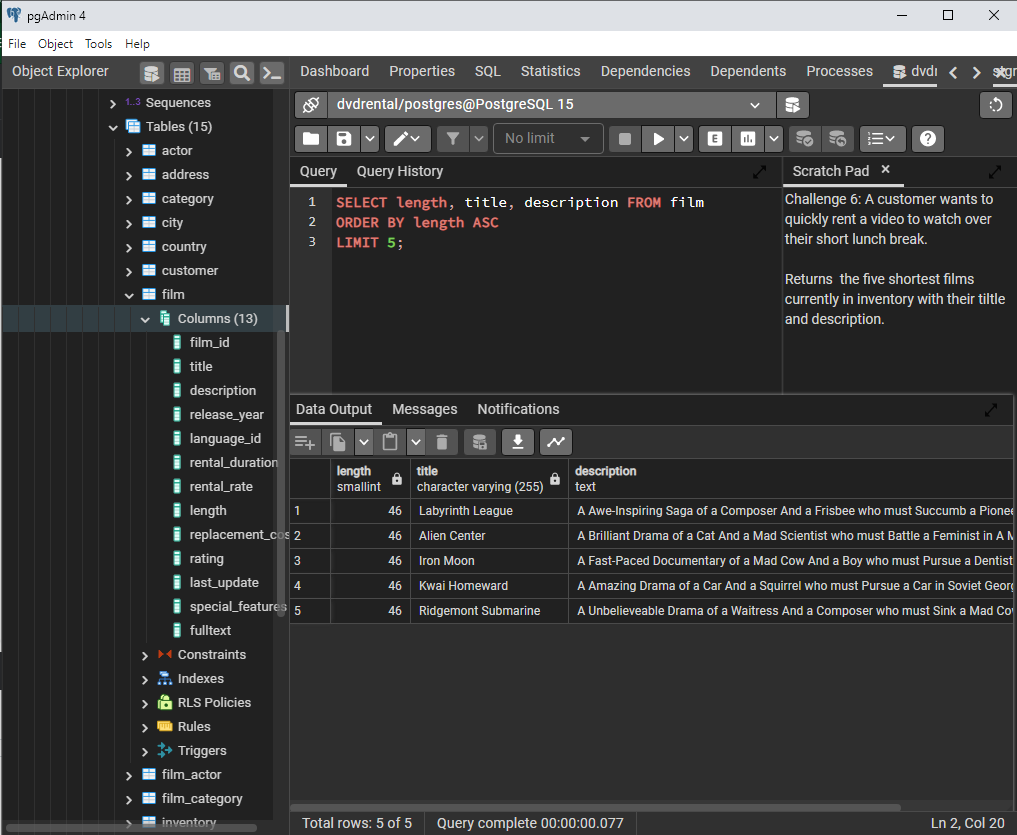 pgAdmin 4
File Object Tools Help
Object Explorer
Dashboard Properties SQL Statistics Dependencies Dependents Processes dvdr
1..3 Sequences
Tables (15)
actor
address
category
city
country
customer
film
Columns (13)
film_id
title
description
release_year
language_id
rental_duration
rental_rate
length
replacement_cos
rating
last_update
special_features
fulltext
Constraints
Indexes
RLS Policies
Rules
Triggers
film_actor
film_category
inventory
dvdrental/postgres@PostgreSQL 15
No limit
E
Query Query History
1 SELECT length, title, description FROM film
2 ORDER BY length ASC
3 LIMIT 5;
Scratch Pad
Challenge 6: A customer wants to
quickly rent a video to watch over
their short lunch break.
Returns the five shortest films
currently in inventory with their tiltle
and description.
Data Output Messages Notifications
length title description
smallint character varying (255) text
1 46 Labyrinth League A Awe-Inspiring Saga of a Composer And a Frisbee who must Succumb a Pionee
2 46 Alien Center A Brilliant Drama of a Cat And a Mad Scientist who must Battle a Feminist in A M
3 46 Iron Moon A Fast-Paced Documentary of a Mad Cow And a Boy who must Pursue a Dentist
4 46 Kwai Homeward A Amazing Drama of a Car And a Squirrel who must Pursue a Car in Soviet Georg
5 46 Ridgemont Submarine A Unbelieveable Drama of a Waitress And a Composer who must Sink a Mad Co
Total rows: 5 of 5 Query complete 00:00:00.077 Ln 2, Col 20